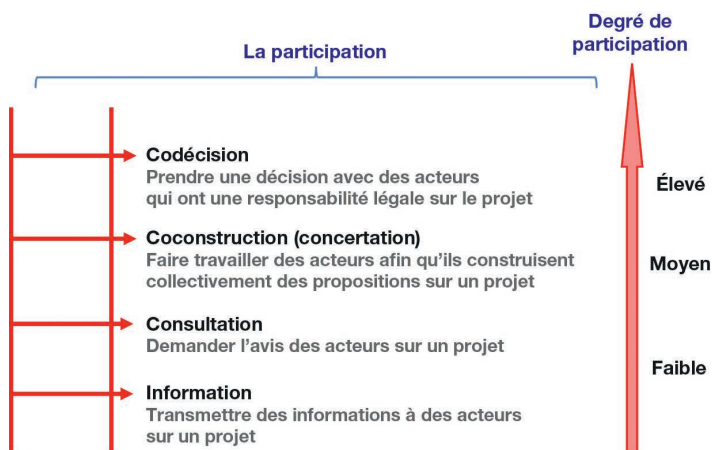 La participation
Degré de
participation
Codécision
Prendre une décision avec des acteurs
qui ont une responsabilité légale sur le projet
Élevé
Coconstruction (concertation)
Faire travailler des acteurs afin qu’ils construisent
collectivement des propositions sur un projet
Moyen
Consultation
Demander l’avis des acteurs sur un projet
Faible
Information
Transmettre des informations à des acteurs
sur un projet